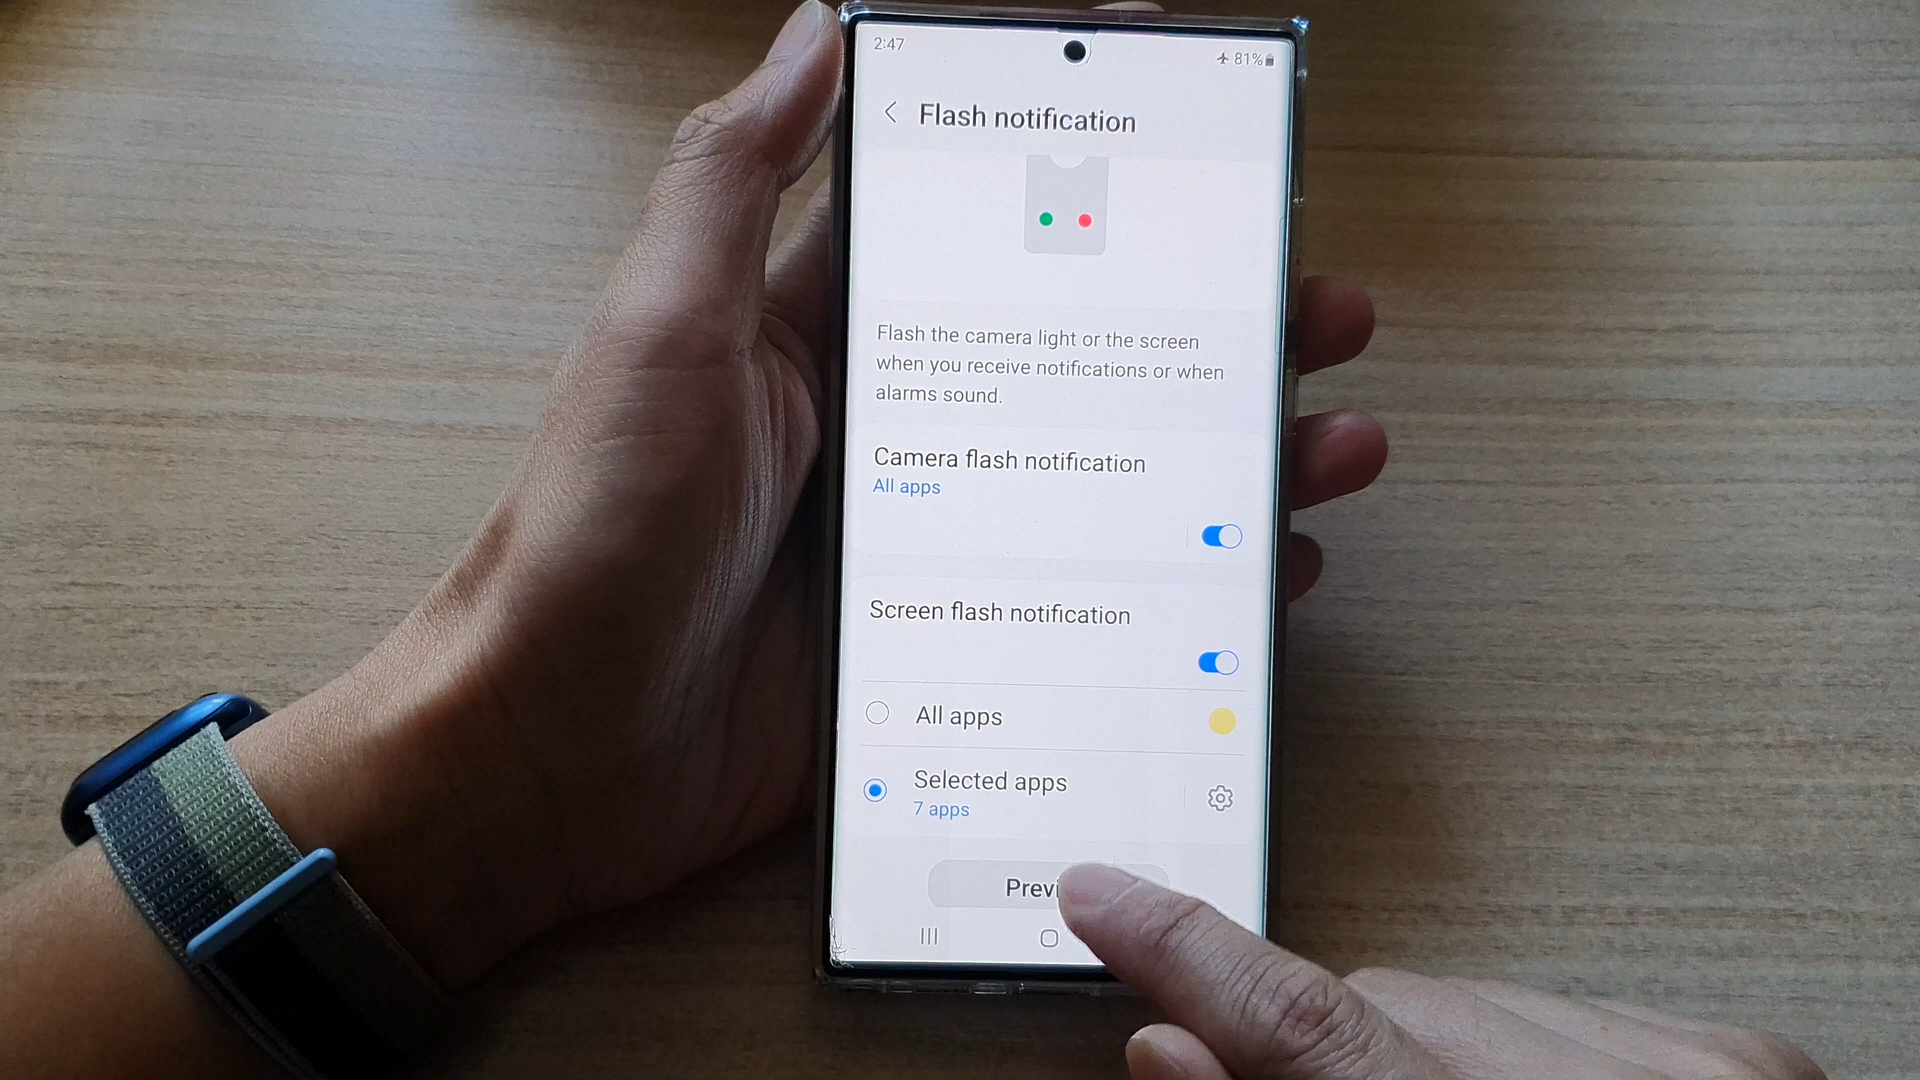 2:47
81%
Flash notification
Flash the camera light or the screen
when you receive notifications or when
alarms sound.
Camera flash notification
All apps
Screen flash notification
All apps
Selected apps
7 apps
Previ